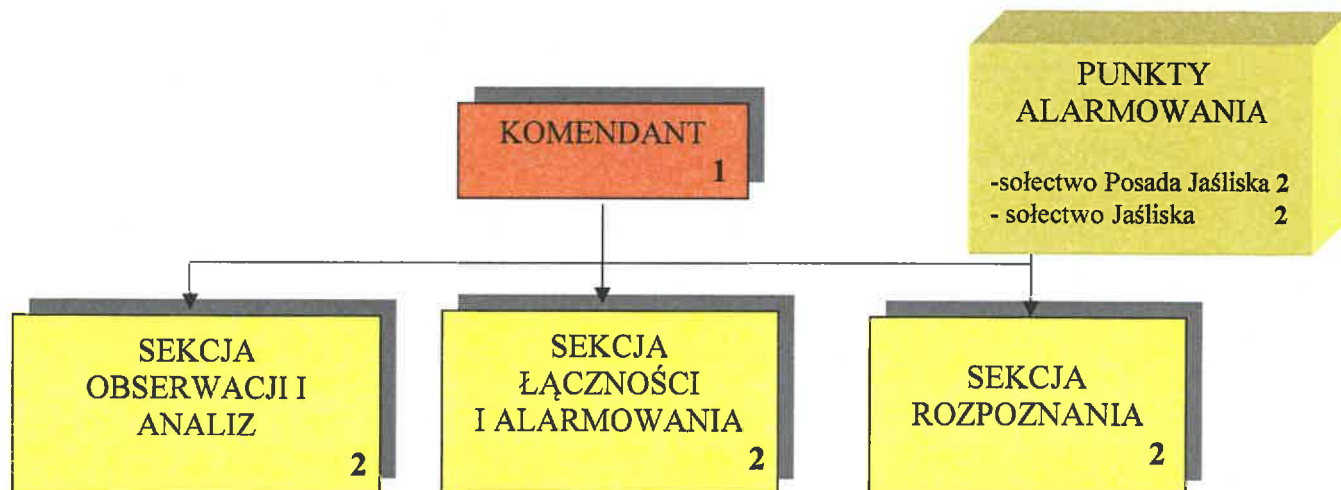 PUNKTY
ALARMOWANIA
-sołectwo Posada Jaśliska 2
- sołectwo Jaśliska 2
KOMENDANT
1
SEKCJA
OBSERWACJI I
ANALIZ
2
SEKCJA
ŁĄCZNOŚCI
I ALARMOWANIA
2
SEKCJA
ROZPOZNANIA
2